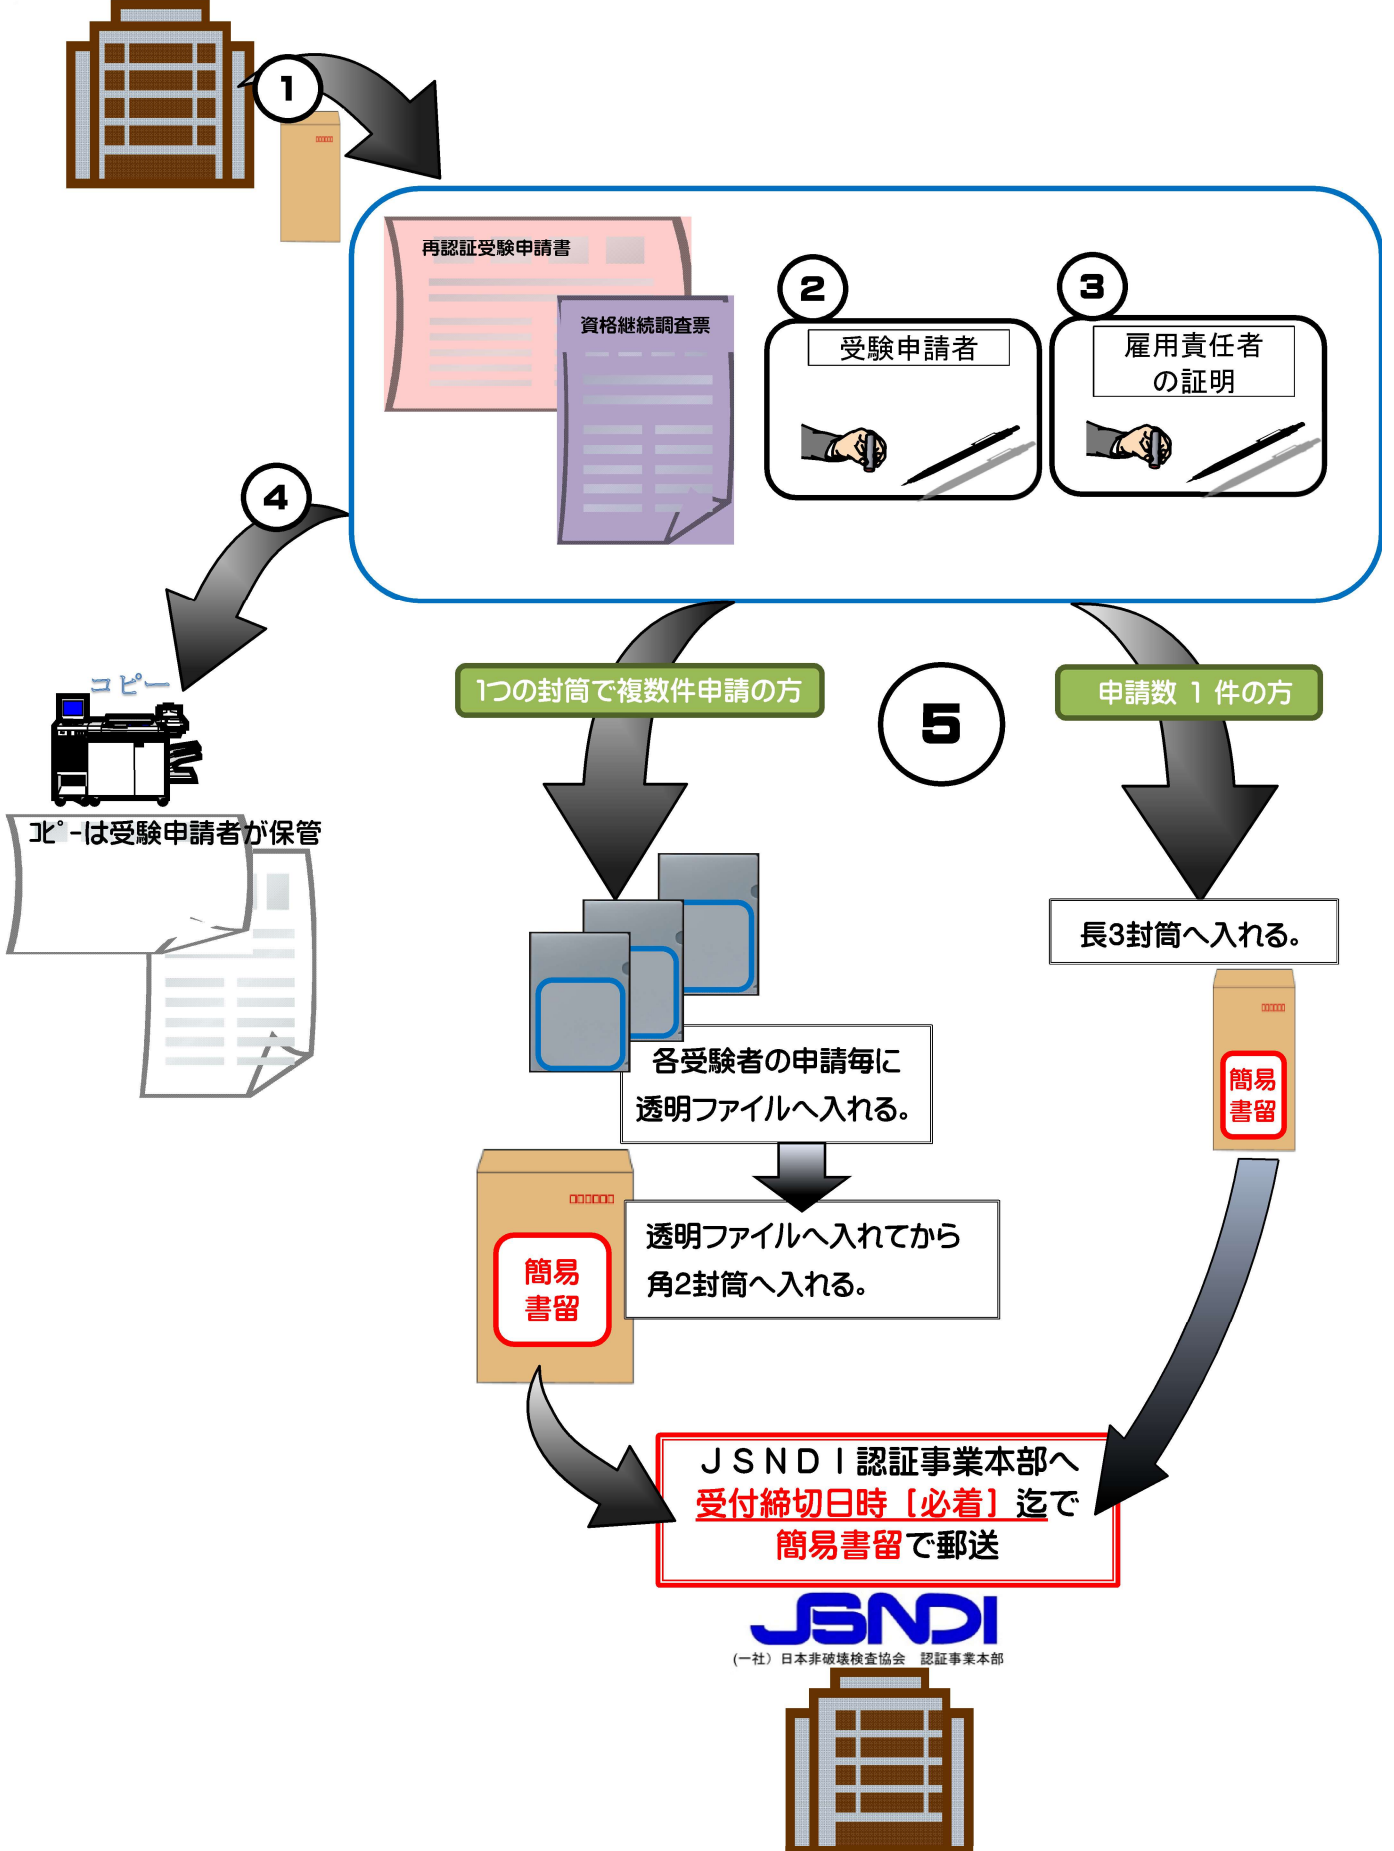 1
再認証受験申請書
資格継続調査票
2
受験申請者
3
雇用責任者
の証明
4
コピー
ｺﾋﾟｰは受験申請者が保管
1つの封筒で複数件申請の方
5
申請数 1 件の方
長3封筒へ入れる。
簡易
書留
各受験者の申請毎に
透明ファイルへ入れる。
透明ファイルへ入れてから
角2封筒へ入れる。
簡易
書留
ＪＳＮＤＩ認証事業本部へ
受付締切日時［必着］迄で
簡易書留で郵送
JSNDI
(一社）日本非破壊検査協会　認証事業本部